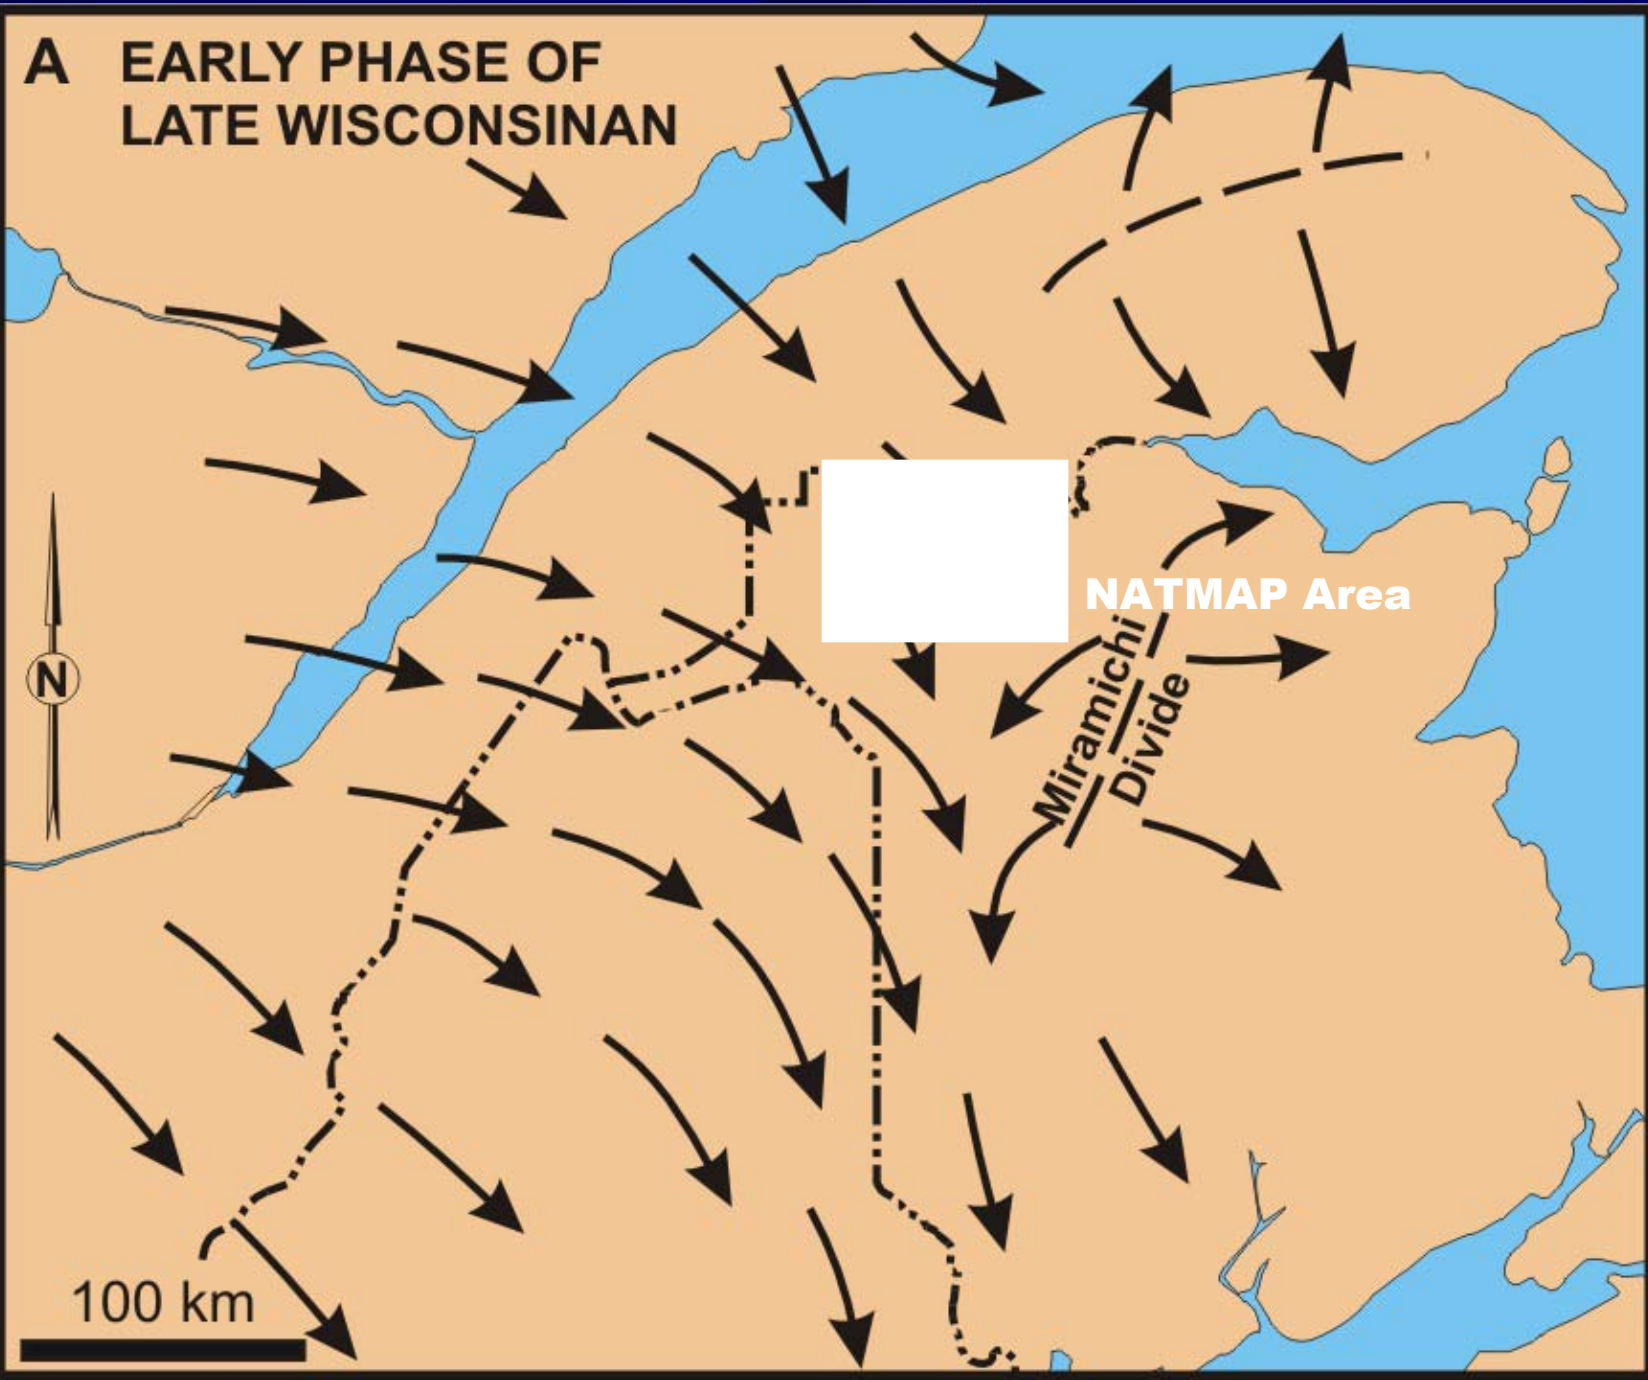 A EARLY PHASE OF
LATE WISCONSINAN
NATMAP Area
Miramichi
Divide
N
100 km